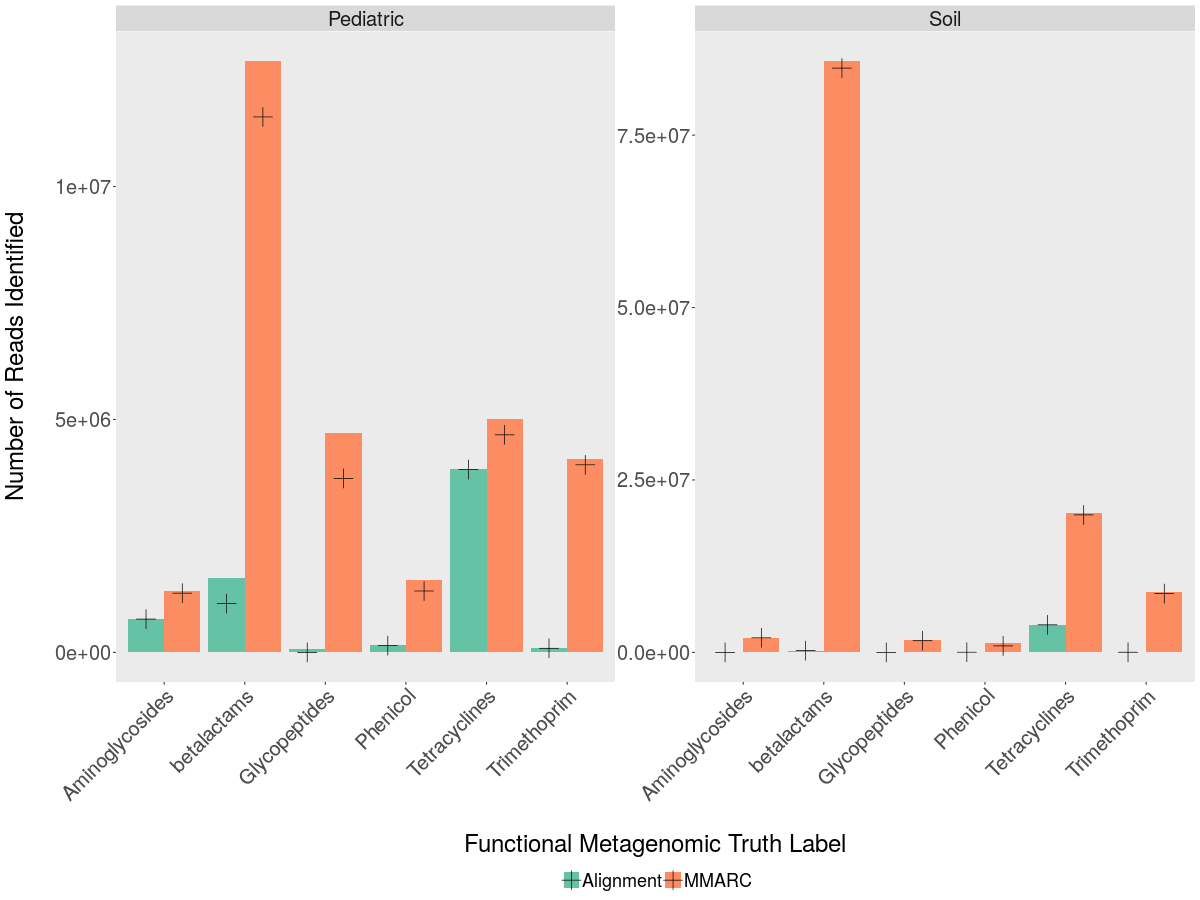 Pediatric
Soil
Number of Reads Identified
1e+07
5e+06
0e+00
7.5e+07
5.0e+07
2.5e+07
0.0e+00
Aminoglycosides
betalactams
Glycopeptides
Phenicol
Tetracyclines
Trimethoprim
Aminoglycosides
betalactams
Glycopeptides
Phenicol
Tetracyclines
Trimethoprim
Functional Metagenomic Truth Label
Alignment MMARC